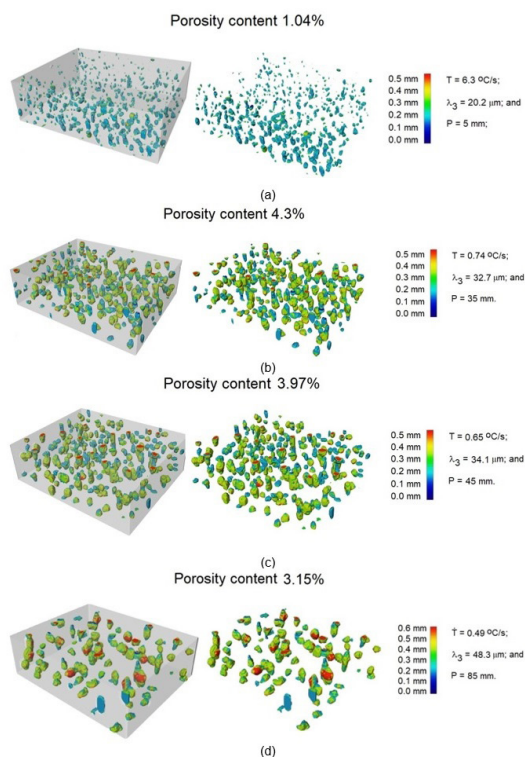 Porosity content 1.04%
0.5 mm
0.4 mm
0.3 mm
0.2 mm
0.1 mm
0.0 mm
T = 6.3 ºC/s;
λ3 = 20.2 μm; and
P = 5 mm;
(a)
Porosity content 4.3%
0.5 mm
0.4 mm
0.3 mm
0.2 mm
0.1 mm
0.0 mm
T = 0.74 ºC/s;
λ3 = 32.7 μm; and
P = 35 mm.
(b)
Porosity content 3.97%
0.5 mm
0.4 mm
0.3 mm
0.2 mm
0.1 mm
0.0 mm
T = 0.65 ºC/s;
λ3 = 34.1 μm; and
P = 45 mm.
(c)
Porosity content 3.15%
0.6 mm
0.5 mm
0.4 mm
0.3 mm
0.2 mm
0.1 mm
0.0 mm
Ṫ = 0.49 ºC/s;
λ3 = 48.3 μm; and
P = 85 mm.
(d)